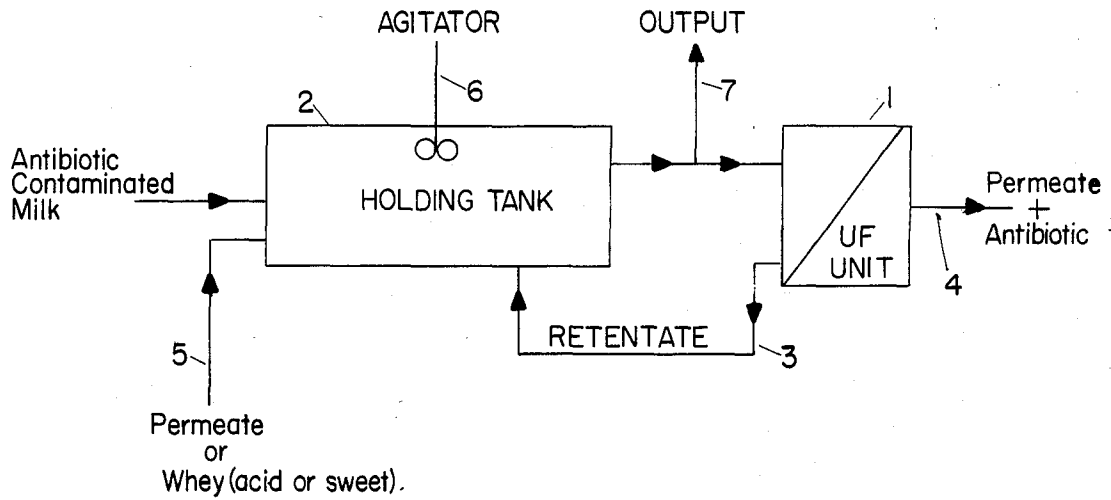 AGITATOR
OUTPUT
6
7
2
1
Antibiotic
Contaminated
Milk
HOLDING TANK
UF
UNIT
Permeate
+
Antibiotic
4
RETENTATE
3
5
Permeate
or
Whey (acid or sweet).